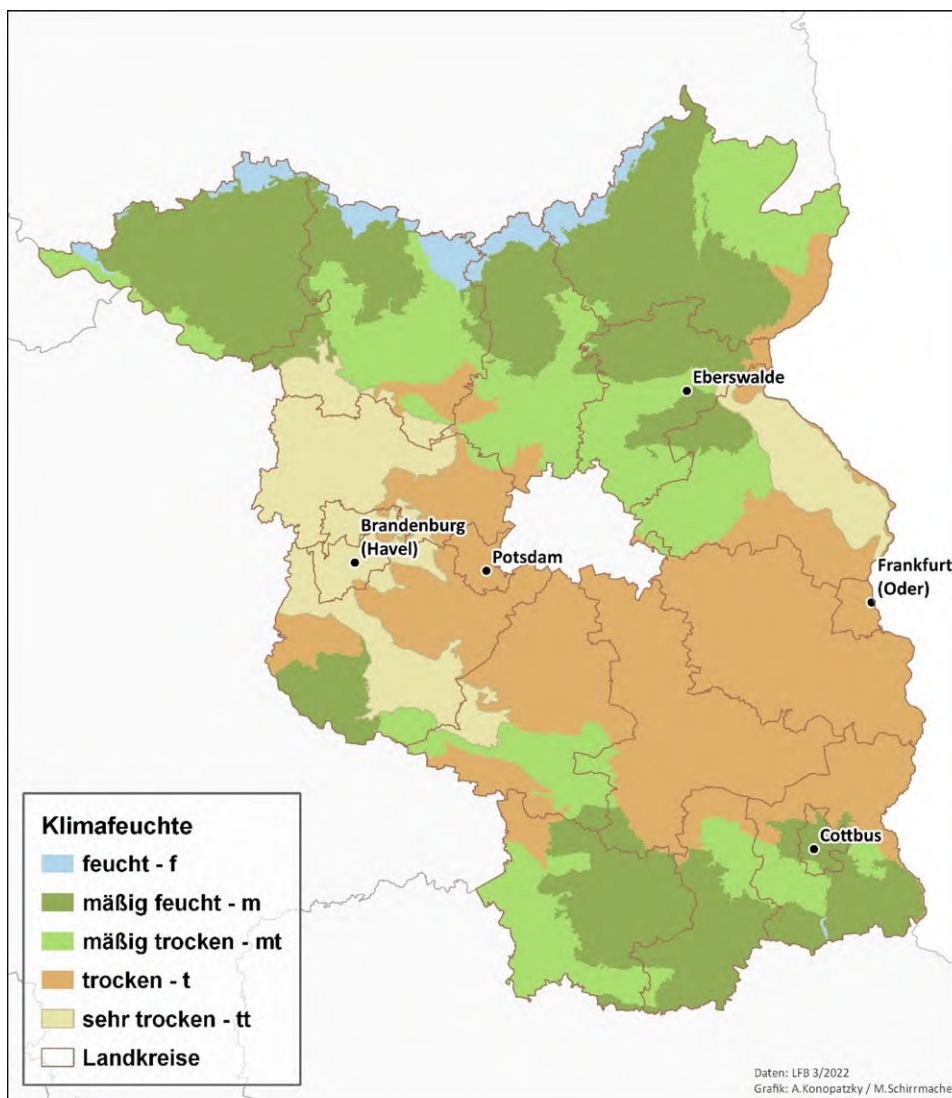 Eberswalde
Brandenburg
(Havel)
Potsdam
Frankfurt
(Oder)
Cottbus
Klimafeuchte
feucht - f
mäßig feucht - m
mäßig trocken - mt
trocken - t
sehr trocken - tt
Landkreise
Daten: LFB 3/2022
Grafik: A.Konopatzky / M.Schirrmache